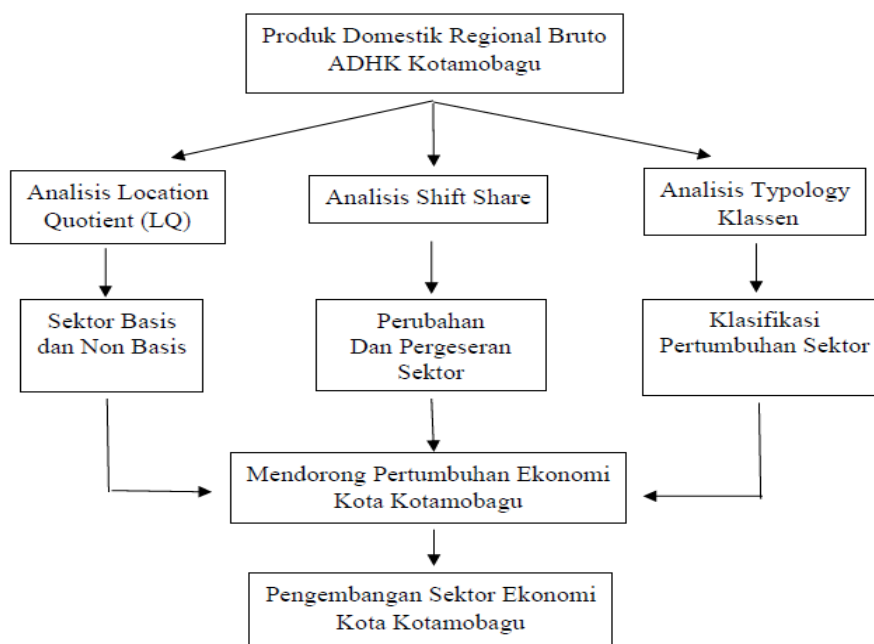 Produk Domestik Regional Bruto
ADHK Kotamobagu
Analisis Location
Quotient (LQ)
Analisis Shift Share
Analisis Typology
Klassen
Sektor Basis
dan Non Basis
Perubahan
Dan Pergeseran
Sektor
Klasifikasi
Pertumbuhan Sektor
Mendorong Pertumbuhan Ekonomi
Kota Kotamobagu
Pengembangan Sektor Ekonomi
Kota Kotamobagu